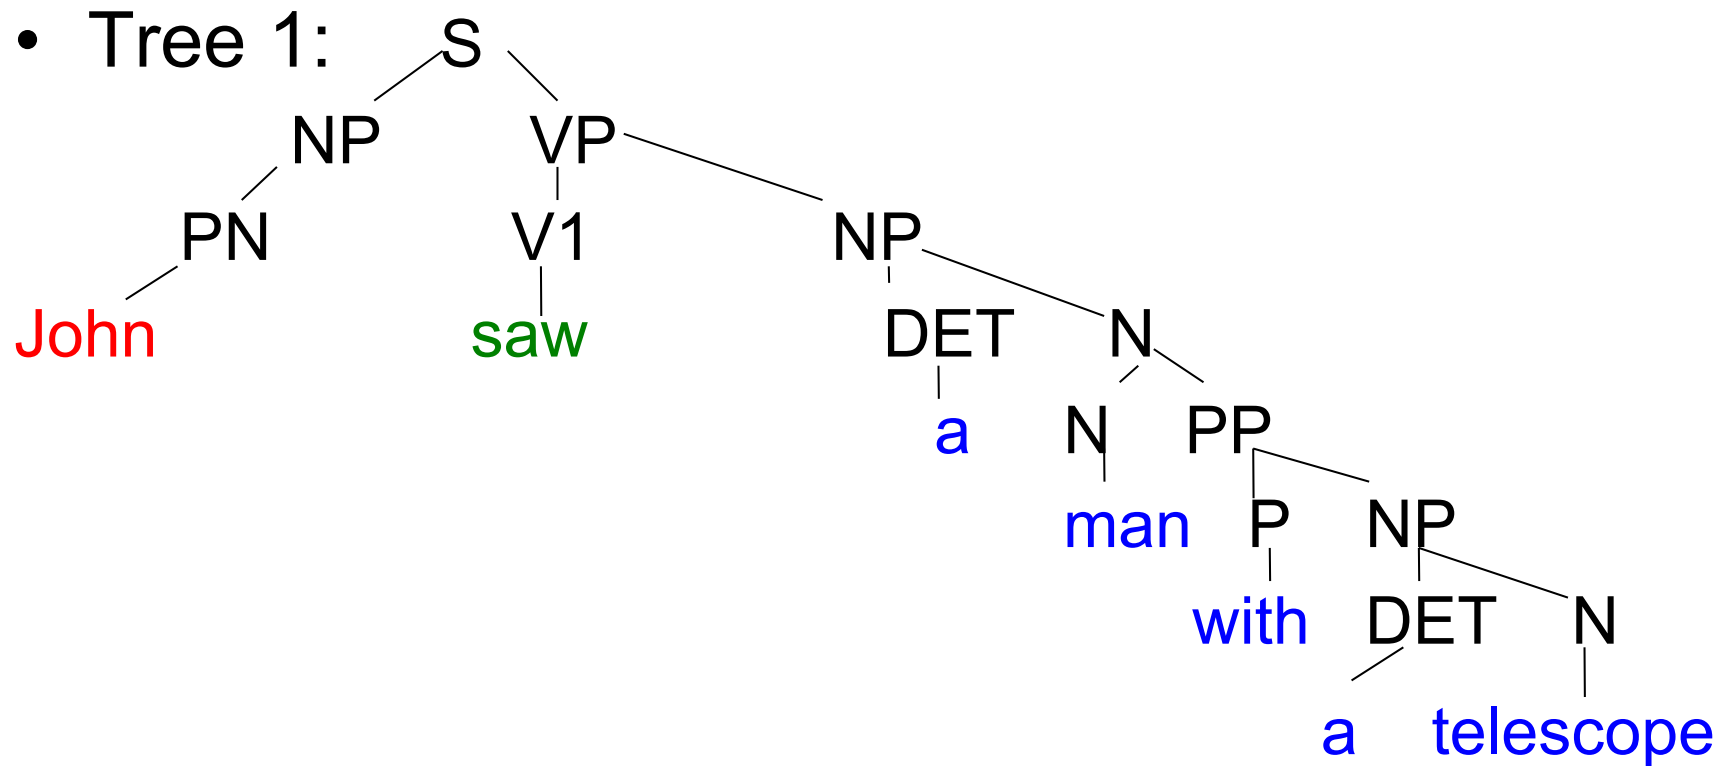 • Tree 1: S
NP VP
PN V1 NP
John saw DET N
a N PP
man P NP
with DET N
a telescope